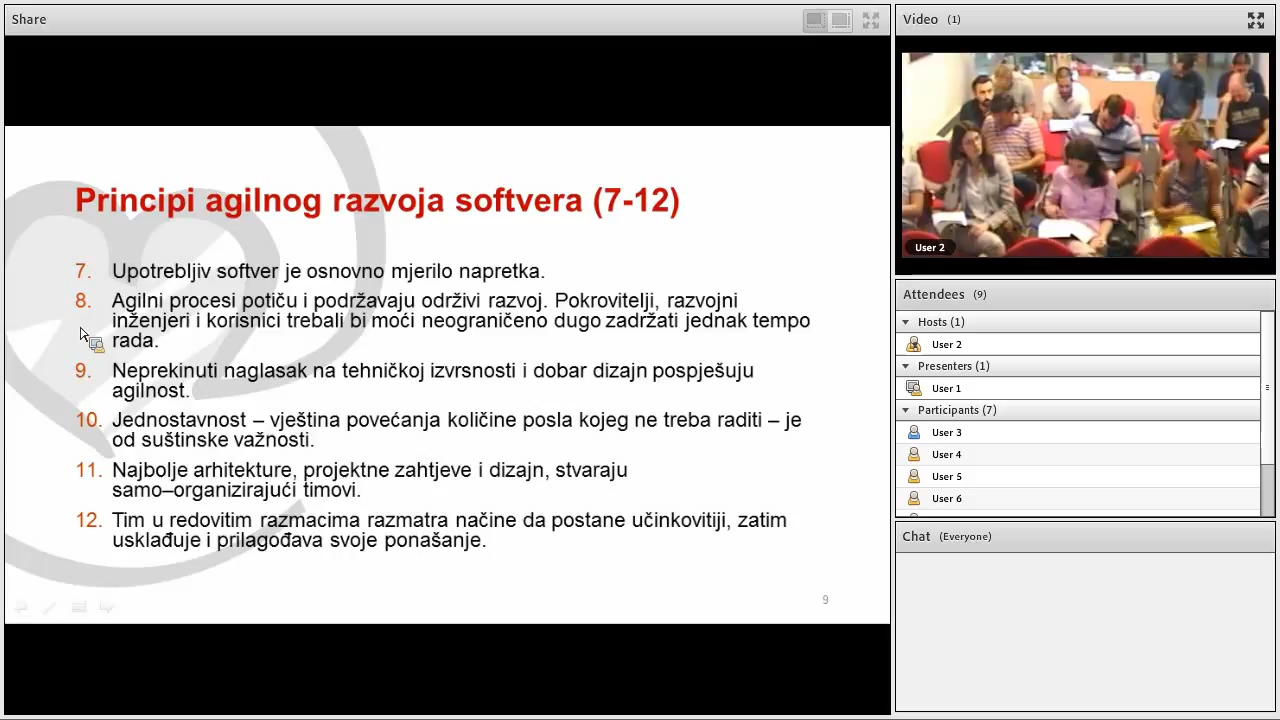 Share
Principi agilnog razvoja softvera (7-12)
7. Upotrebljiv softver je osnovno mjerilo napretka.
8. Agilni procesi potiču i podržavaju održivi razvoj. Pokrovitelji, razvojni
inženjeri i korisnici trebali bi moći neograničeno dugo zadržati jednak tempo
rada.
9. Neprekinuti naglasak na tehničkoj izvrsnosti i dobar dizajn pospješuju
agilnost.
10. Jednostavnost – vještina povećanja količine posla kojeg ne treba raditi – je
od suštinske važnosti.
11. Najbolje arhitekture, projektne zahtjeve i dizajn, stvaraju
samo–organizirajući timovi.
12. Tim u redovitim razmacima razmatra načine da postane učinkovitiji, zatim
usklađuje i prilagođava svoje ponašanje.
9
Video (1)
User 2
Attendees (9)
Hosts (1)
User 2
Presenters (1)
User 1
Participants (7)
User 3
User 4
User 5
User 6
Chat (Everyone)